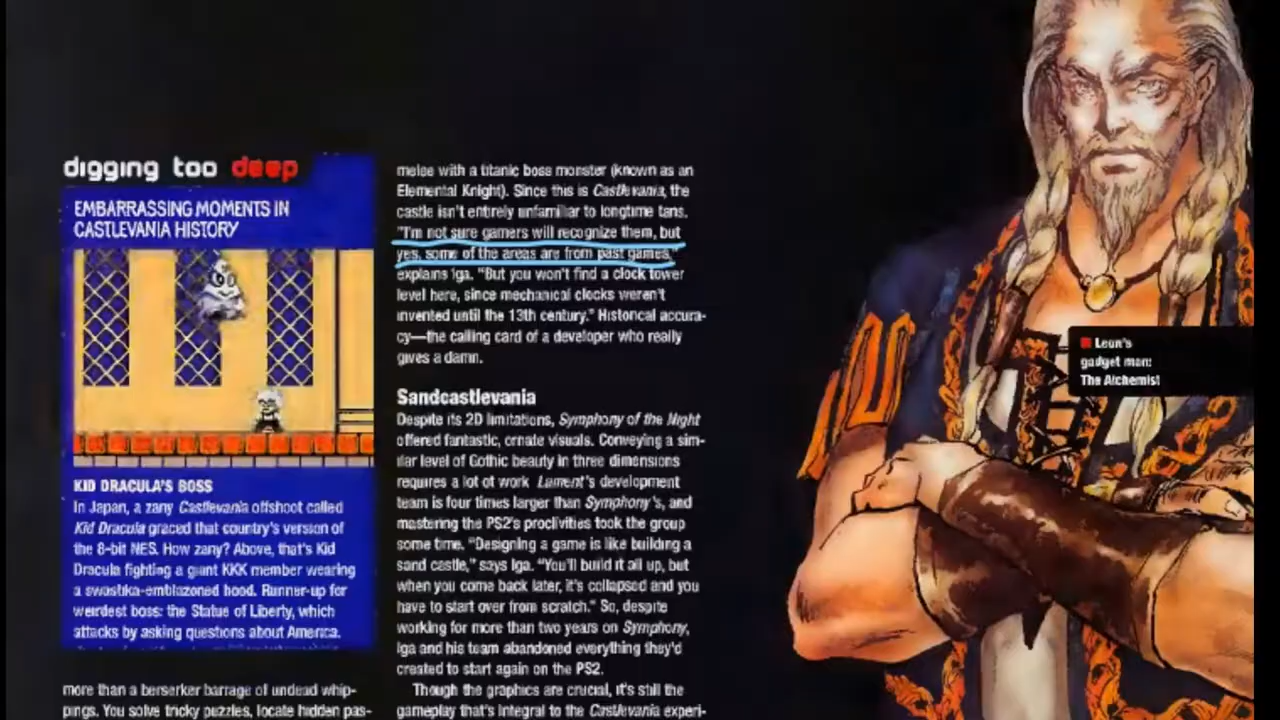 digging too deep
EMBARRASSING MOMENTS IN
CASTLEVANIA HISTORY
KID DRACULA'S BOSS
In Japan, a zany Castlevania offshoot called
Kid Dracula graced that country's version of
the 8-bit NES. How zany? Above, that's Kid
Dracula fighting a giant KKK member wearing
a swastika-emblazoned hood. Runner-up for
weirdest boss: the Statue of Liberty, which
attacks by asking questions about America.
more than a berserker barrage of undead whip-
pings. You solve tricky puzzles, locate hidden pas-
melee with a titanic boss monster (known as an
Elemental Knight). Since this is Castlevania, the
castle isn't entirely unfamiliar to longtime fans.
"I'm not sure gamers will recognize them, but
yes, some of the areas are from past games,"
explains Iga. "But you won't find a clock tower
level here, since mechanical clocks weren't
invented until the 13th century." Historical accura-
cy—the calling card of a developer who really
gives a damn.
Sandcastlevania
Despite its 2D limitations, Symphony of the Night
offered fantastic, ornate visuals. Conveying a sim-
ilar level of Gothic beauty in three dimensions
requires a lot of work. Lament's development
team is four times larger than Symphony's, and
mastering the PS2's proclivities took the group
some time. "Designing a game is like building a
sand castle," says Iga. "You'll build it all up, but
when you come back later, it's collapsed and you
have to start over from scratch." So, despite
working for more than two years on Symphony,
Iga and his team abandoned everything they'd
created to start again on the PS2.
Though the graphics are crucial, it's still the
gameplay that's integral to the Castlevania experi-
Leon's
gadget man:
The Alchemist